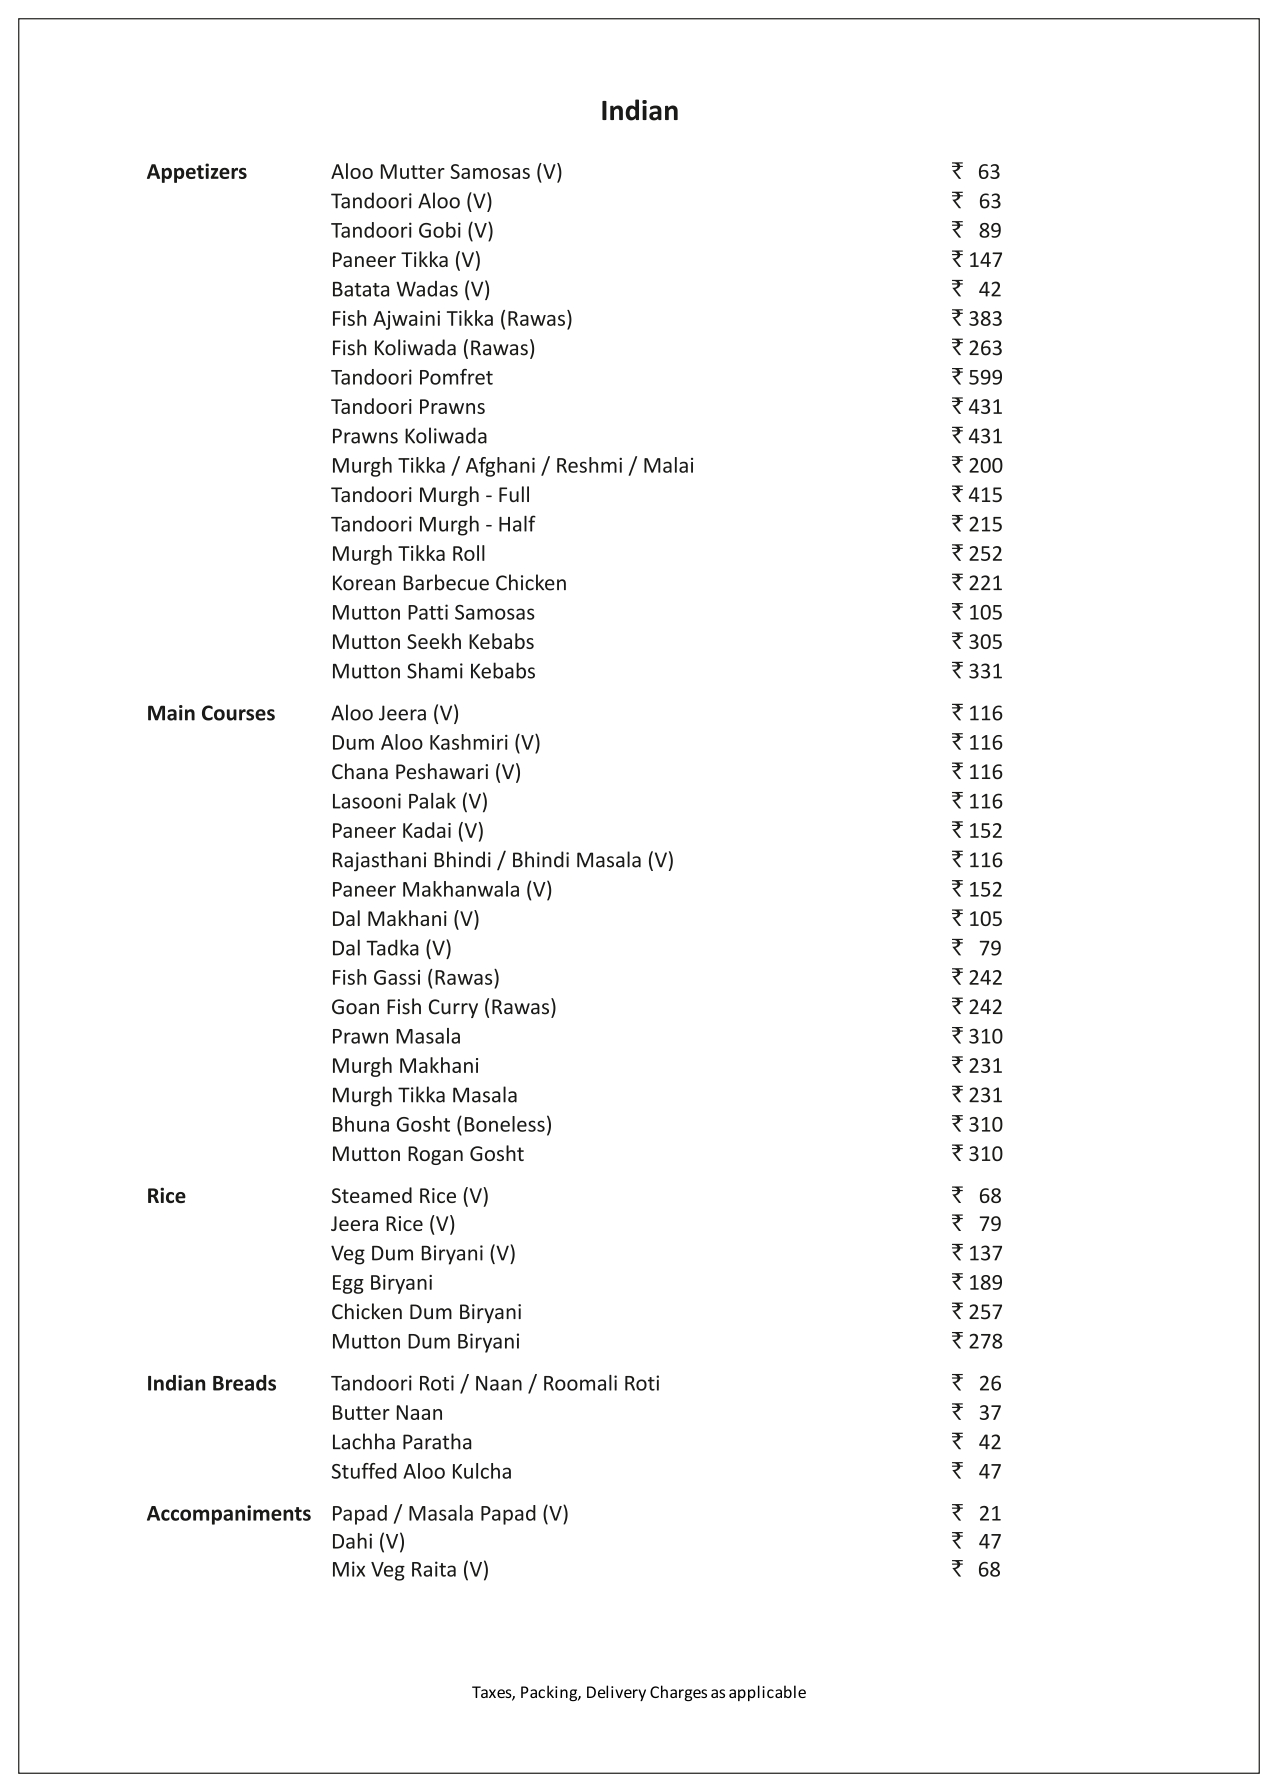 Indian
Appetizers Aloo Mutter Samosas (V) ₹ 63
Tandoori Aloo (V) ₹ 63
Tandoori Gobi (V) ₹ 89
Paneer Tikka (V) ₹ 147
Batata Wadas (V) ₹ 42
Fish Ajwaini Tikka (Rawas) ₹ 383
Fish Koliwada (Rawas) ₹ 263
Tandoori Pomfret ₹ 599
Tandoori Prawns ₹ 431
Prawns Koliwada ₹ 431
Murgh Tikka / Afghani / Reshmi / Malai ₹ 200
Tandoori Murgh - Full ₹ 415
Tandoori Murgh - Half ₹ 215
Murgh Tikka Roll ₹ 252
Korean Barbecue Chicken ₹ 221
Mutton Patti Samosas ₹ 105
Mutton Seekh Kebabs ₹ 305
Mutton Shami Kebabs ₹ 331
Main Courses Aloo Jeera (V) ₹ 116
Dum Aloo Kashmiri (V) ₹ 116
Chana Peshawari (V) ₹ 116
Lasooni Palak (V) ₹ 116
Paneer Kadai (V) ₹ 152
Rajasthani Bhindi / Bhindi Masala (V) ₹ 116
Paneer Makhanwala (V) ₹ 152
Dal Makhani (V) ₹ 105
Dal Tadka (V) ₹ 79
Fish Gassi (Rawas) ₹ 242
Goan Fish Curry (Rawas) ₹ 242
Prawn Masala ₹ 310
Murgh Makhani ₹ 231
Murgh Tikka Masala ₹ 231
Bhuna Gosht (Boneless) ₹ 310
Mutton Rogan Gosht ₹ 310
Rice Steamed Rice (V) ₹ 68
Jeera Rice (V) ₹ 79
Veg Dum Biryani (V) ₹ 137
Egg Biryani ₹ 189
Chicken Dum Biryani ₹ 257
Mutton Dum Biryani ₹ 278
Indian Breads Tandoori Roti / Naan / Roomali Roti ₹ 26
Butter Naan ₹ 37
Lachha Paratha ₹ 42
Stuffed Aloo Kulcha ₹ 47
Accompaniments Papad / Masala Papad (V) ₹ 21
Dahi (V) ₹ 47
Mix Veg Raita (V) ₹ 68
Taxes, Packing, Delivery Charges as applicable